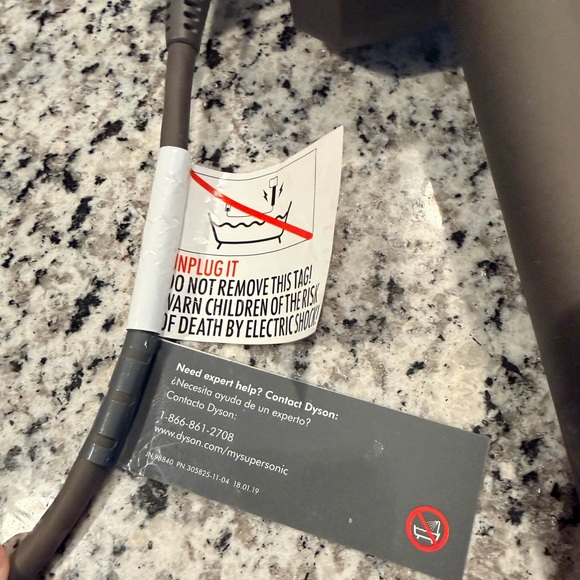 UNPLUG IT
DO NOT REMOVE THIS TAG!
WARN CHILDREN OF THE RISK
OF DEATH BY ELECTRIC SHOCK!
Need expert help? Contact Dyson:
¿Necesita ayuda de un experto?
Contacto Dyson:
1-866-861-2708
www.dyson.com/mysupersonic
JN.98840 PN.305825-11-04 18.01.19